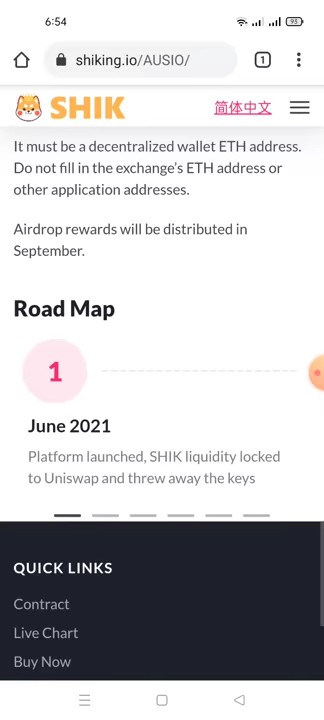 6:54
93
shiking.io/AUSIO/
1
SHIK
简体中文
It must be a decentralized wallet ETH address.
Do not fill in the exchange's ETH address or
other application addresses.
Airdrop rewards will be distributed in
September.
Road Map
1
June 2021
Platform launched, SHIK liquidity locked
to Uniswap and threw away the keys
QUICK LINKS
Contract
Live Chart
Buy Now